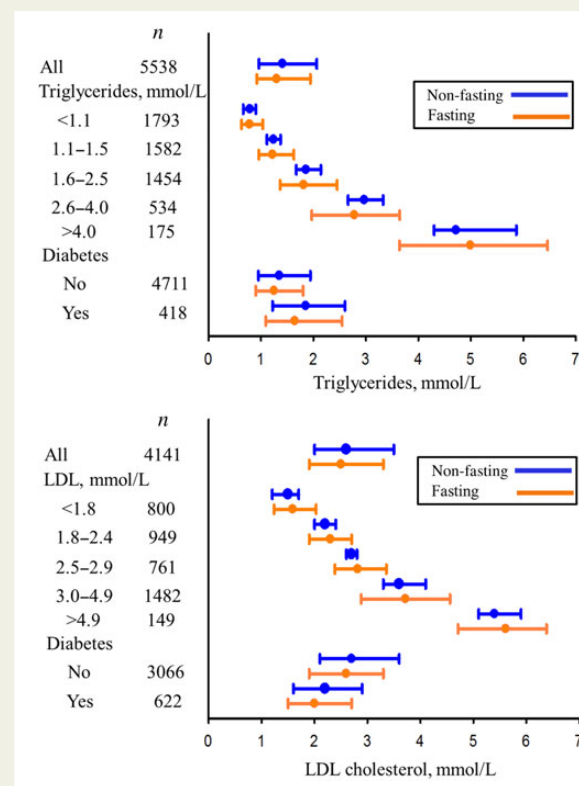 n
All 5538
Triglycerides, mmol/L
Non-fasting
Fasting
<1.1 1793
1.1–1.5 1582
1.6–2.5 1454
2.6–4.0 534
>4.0 175
Diabetes
No 4711
Yes 418
0 1 2 3 4 5 6 7
Triglycerides, mmol/L
n
All 4141
LDL, mmol/L
Non-fasting
Fasting
<1.8 800
1.8–2.4 949
2.5–2.9 761
3.0–4.9 1482
>4.9 149
Diabetes
No 3066
Yes 622
0 1 2 3 4 5 6 7
LDL cholesterol, mmol/L